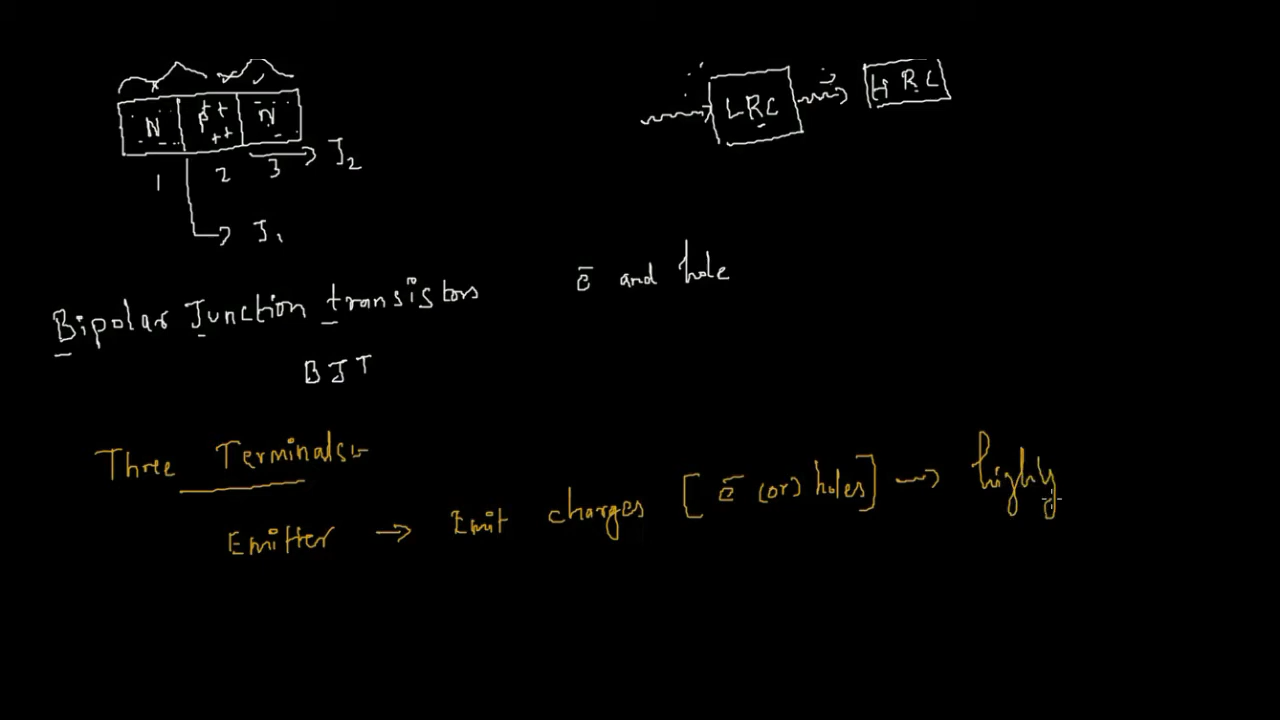 N P N
++
++
1 2 3 J2
J1
LRC
HRC
Bipolar Junction transistors
ē and hole
BJT
Three Terminals:-
Emitter → Emit charges [ē (or) holes] → highly